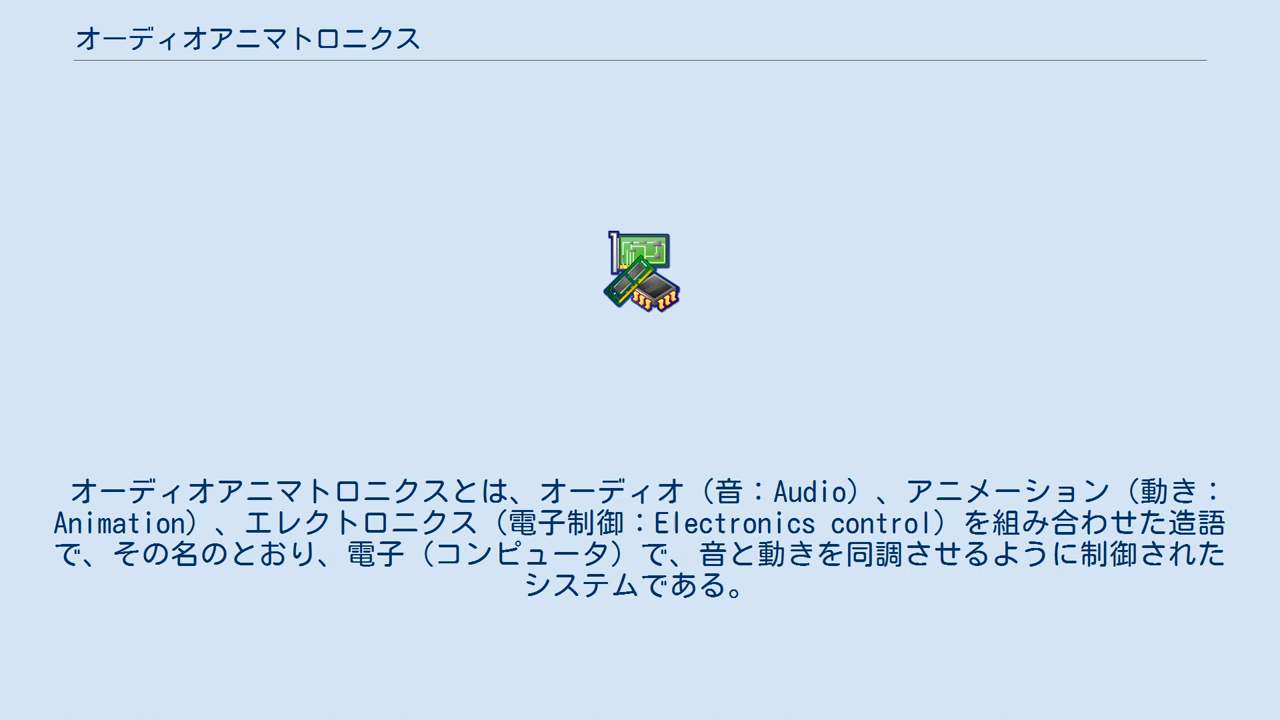 オーディオアニマトロニクス
オーディオアニマトロニクスとは、オーディオ（音：Audio）、アニメーション（動き：
Animation）、エレクトロニクス（電子制御：Electronics control）を組み合わせた造語
で、その名のとおり、電子（コンピュータ）で、音と動きを同調させるように制御された
システムである。